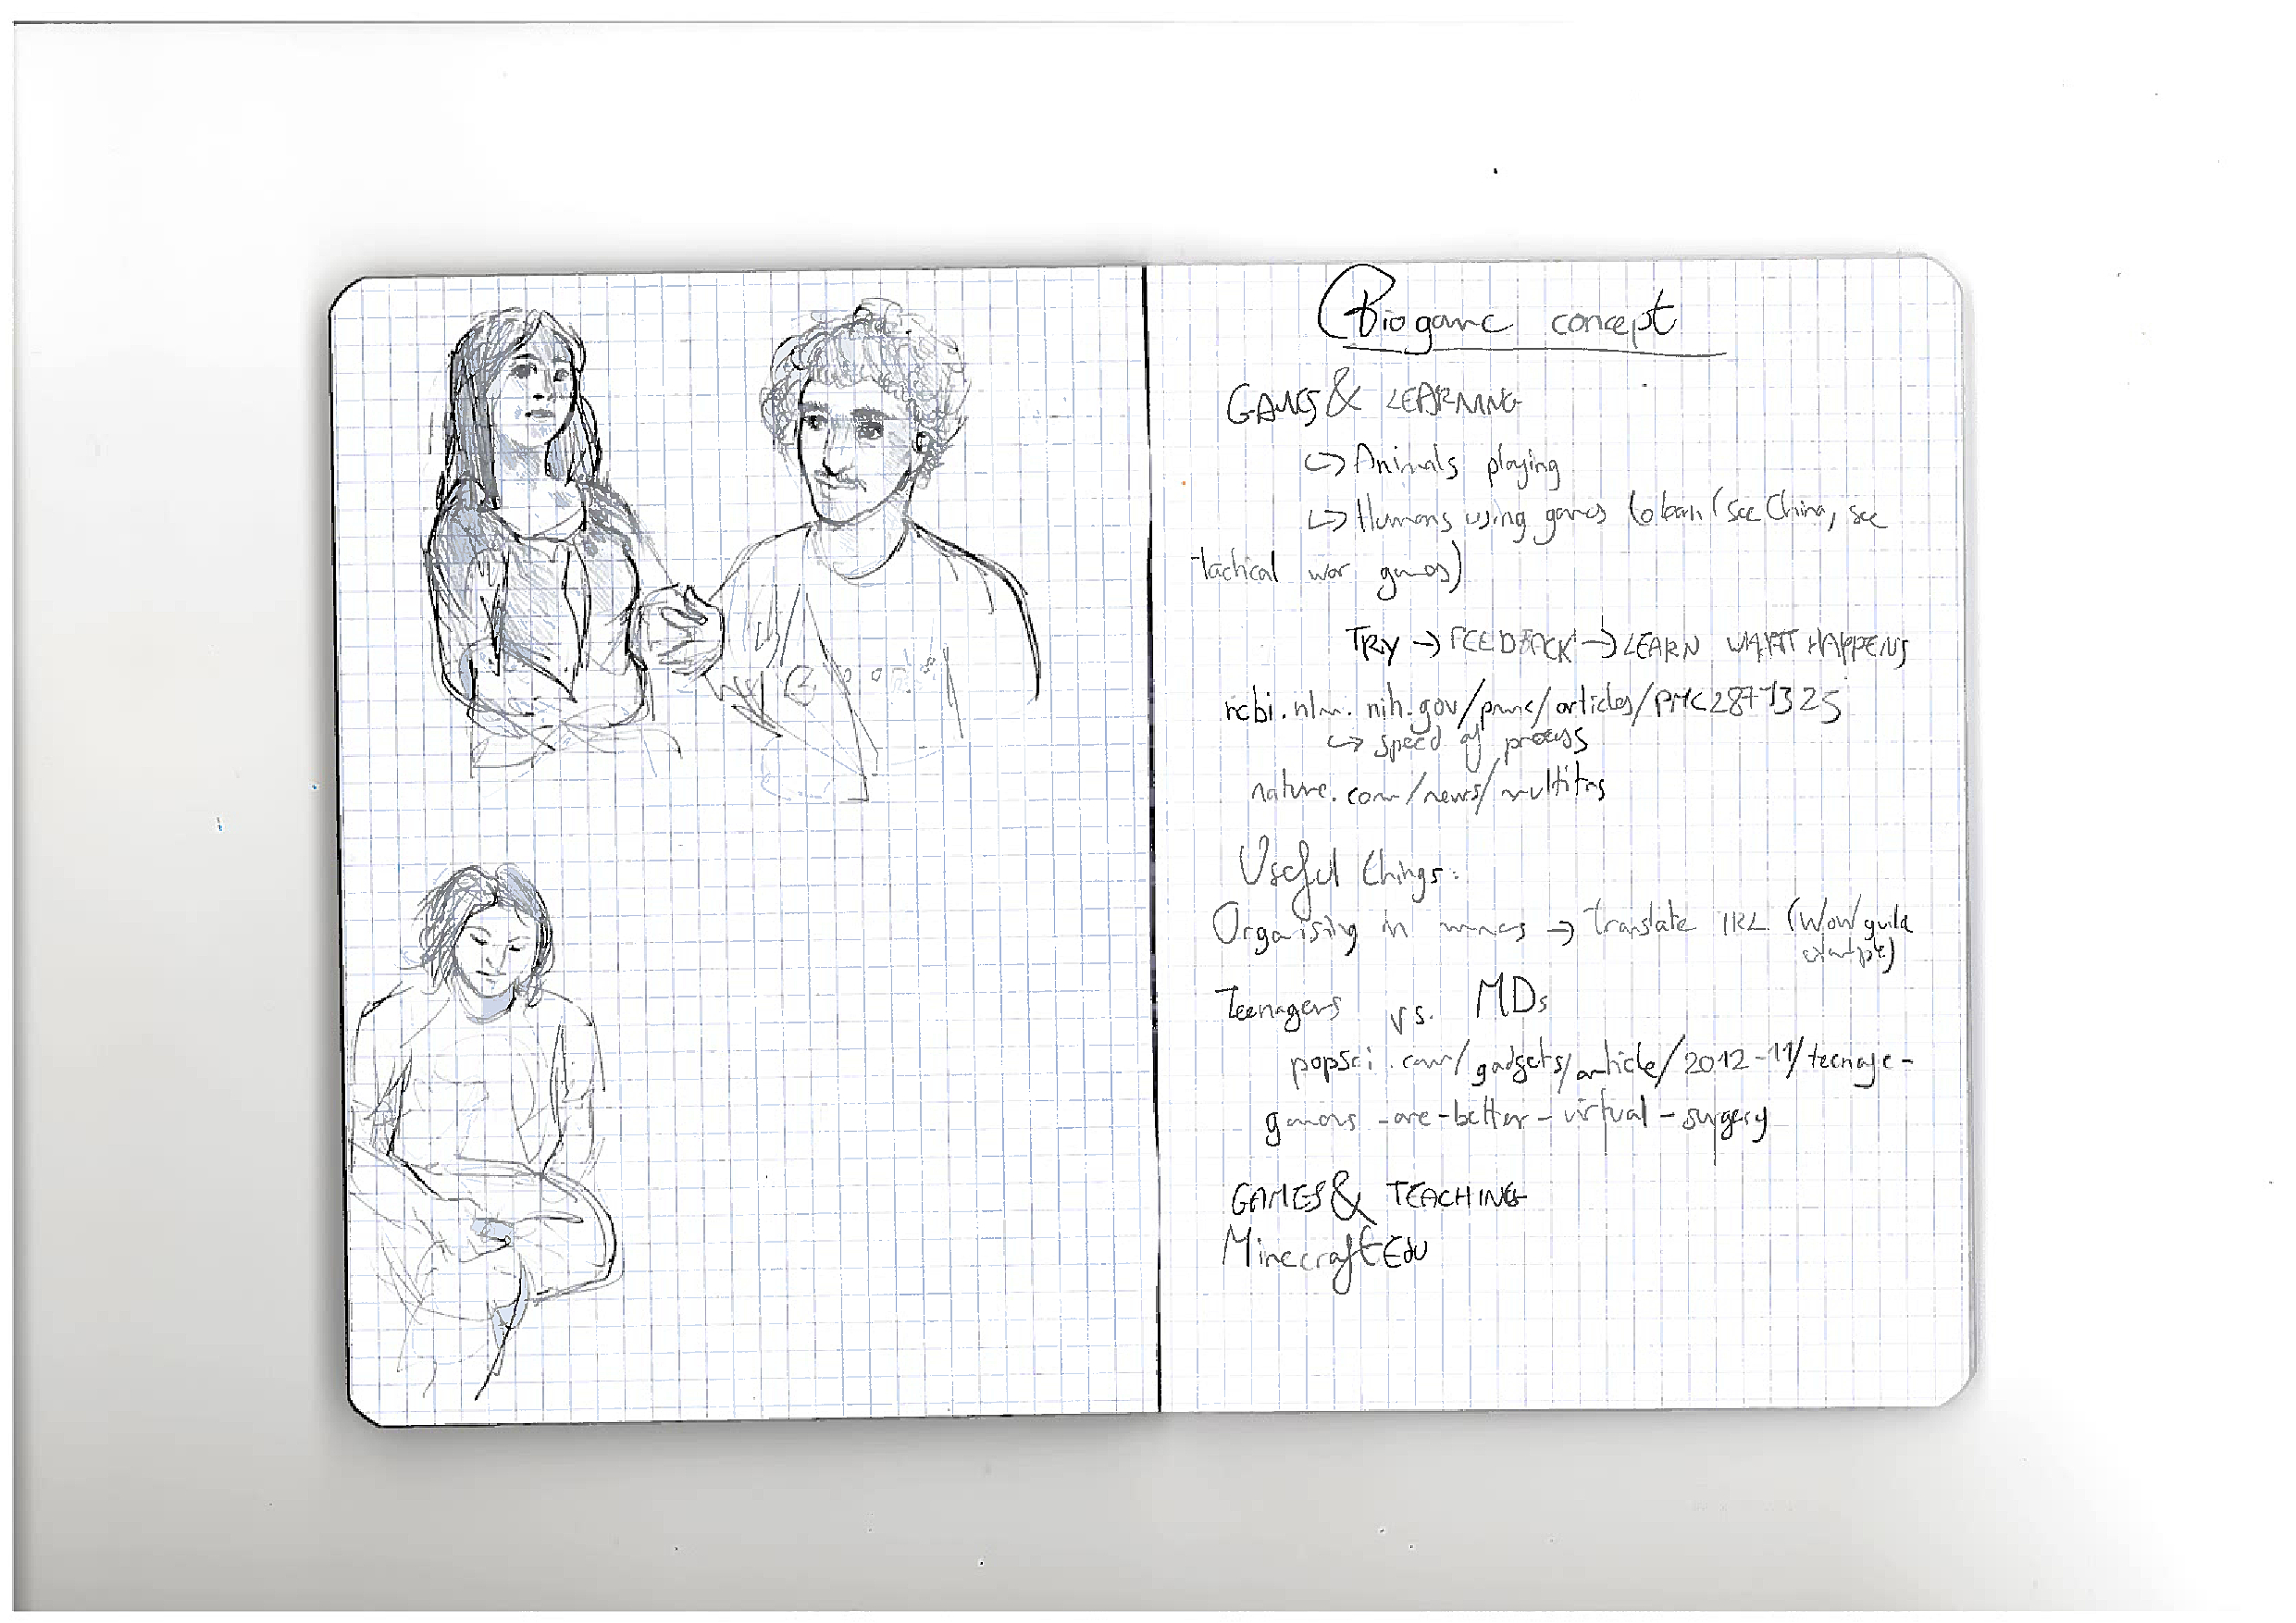 Biogame concept
GAMES & LEARNING
↳ Animals playing
↳ Humans using games to learn (see China, see
tactical war games)
TRY → FEEDBACK → LEARN WHAT HAPPENS
ncbi.nlm.nih.gov/pmc/articles/PMC2871325
↳ speed of process
nature.com/news/multitas
Useful things:
Organising in → translate IRL (WoW guild
example)
Teenagers vs. MDs
popsci.com/gadgets/article/2012-11/teenage-
gamers-are-better-virtual-surgery
GAMES & TEACHING
MinecraftEdu